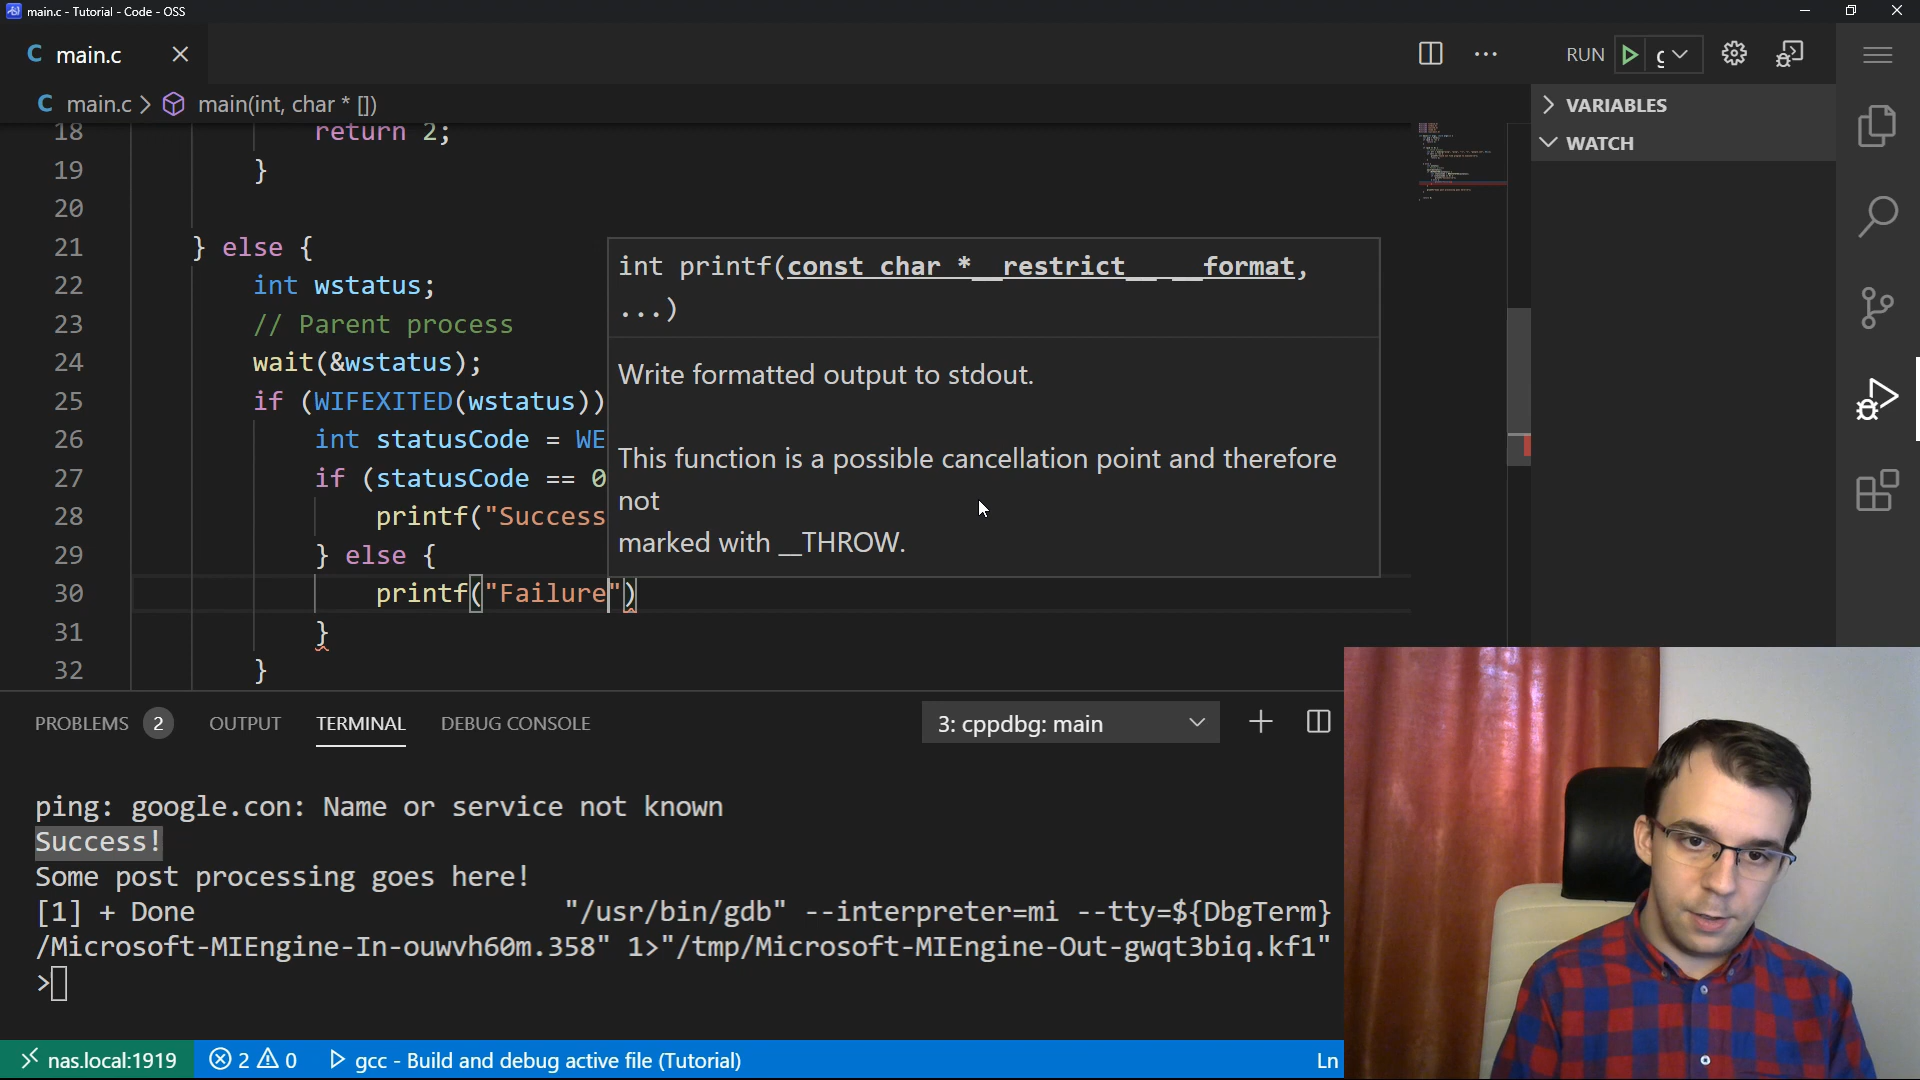 main.c - Tutorial - Code - OSS
C main.c
RUN
C main.c > main(int, char * [])
VARIABLES
WATCH
18 return 2;
19 }
20
21 } else {
22 int wstatus;
23 // Parent process
24 wait(&wstatus);
25 if (WIFEXITED(wstatus))
26 int statusCode = WE
27 if (statusCode == 0
28 printf("Success
29 } else {
30 printf("Failure")
31 }
32 }
int printf(const char *__restrict__ __format,
...)
Write formatted output to stdout.
This function is a possible cancellation point and therefore
not
marked with __THROW.
PROBLEMS 2 OUTPUT TERMINAL DEBUG CONSOLE
3: cppdbg: main
ping: google.con: Name or service not known
Success!
Some post processing goes here!
[1] + Done "/usr/bin/gdb" --interpreter=mi --tty=${DbgTerm}
/Microsoft-MIEngine-In-ouwvh60m.358" 1>"/tmp/Microsoft-MIEngine-Out-gwqt3biq.kf1"
>
nas.local:1919 2 0 gcc - Build and debug active file (Tutorial) Ln